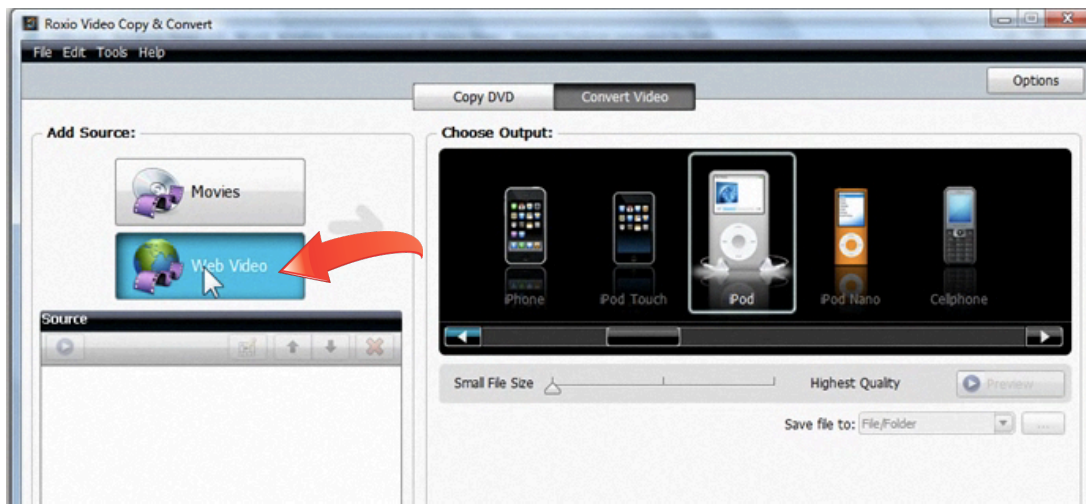 Roxio Video Copy & Convert
File Edit Tools Help
Options
Copy DVD Convert Video
Add Source:
Movies
Web Video
Source
Choose Output:
iPhone iPod Touch iPod iPod Nano Cellphone
Small File Size Highest Quality Preview
Save file to: File/Folder ....